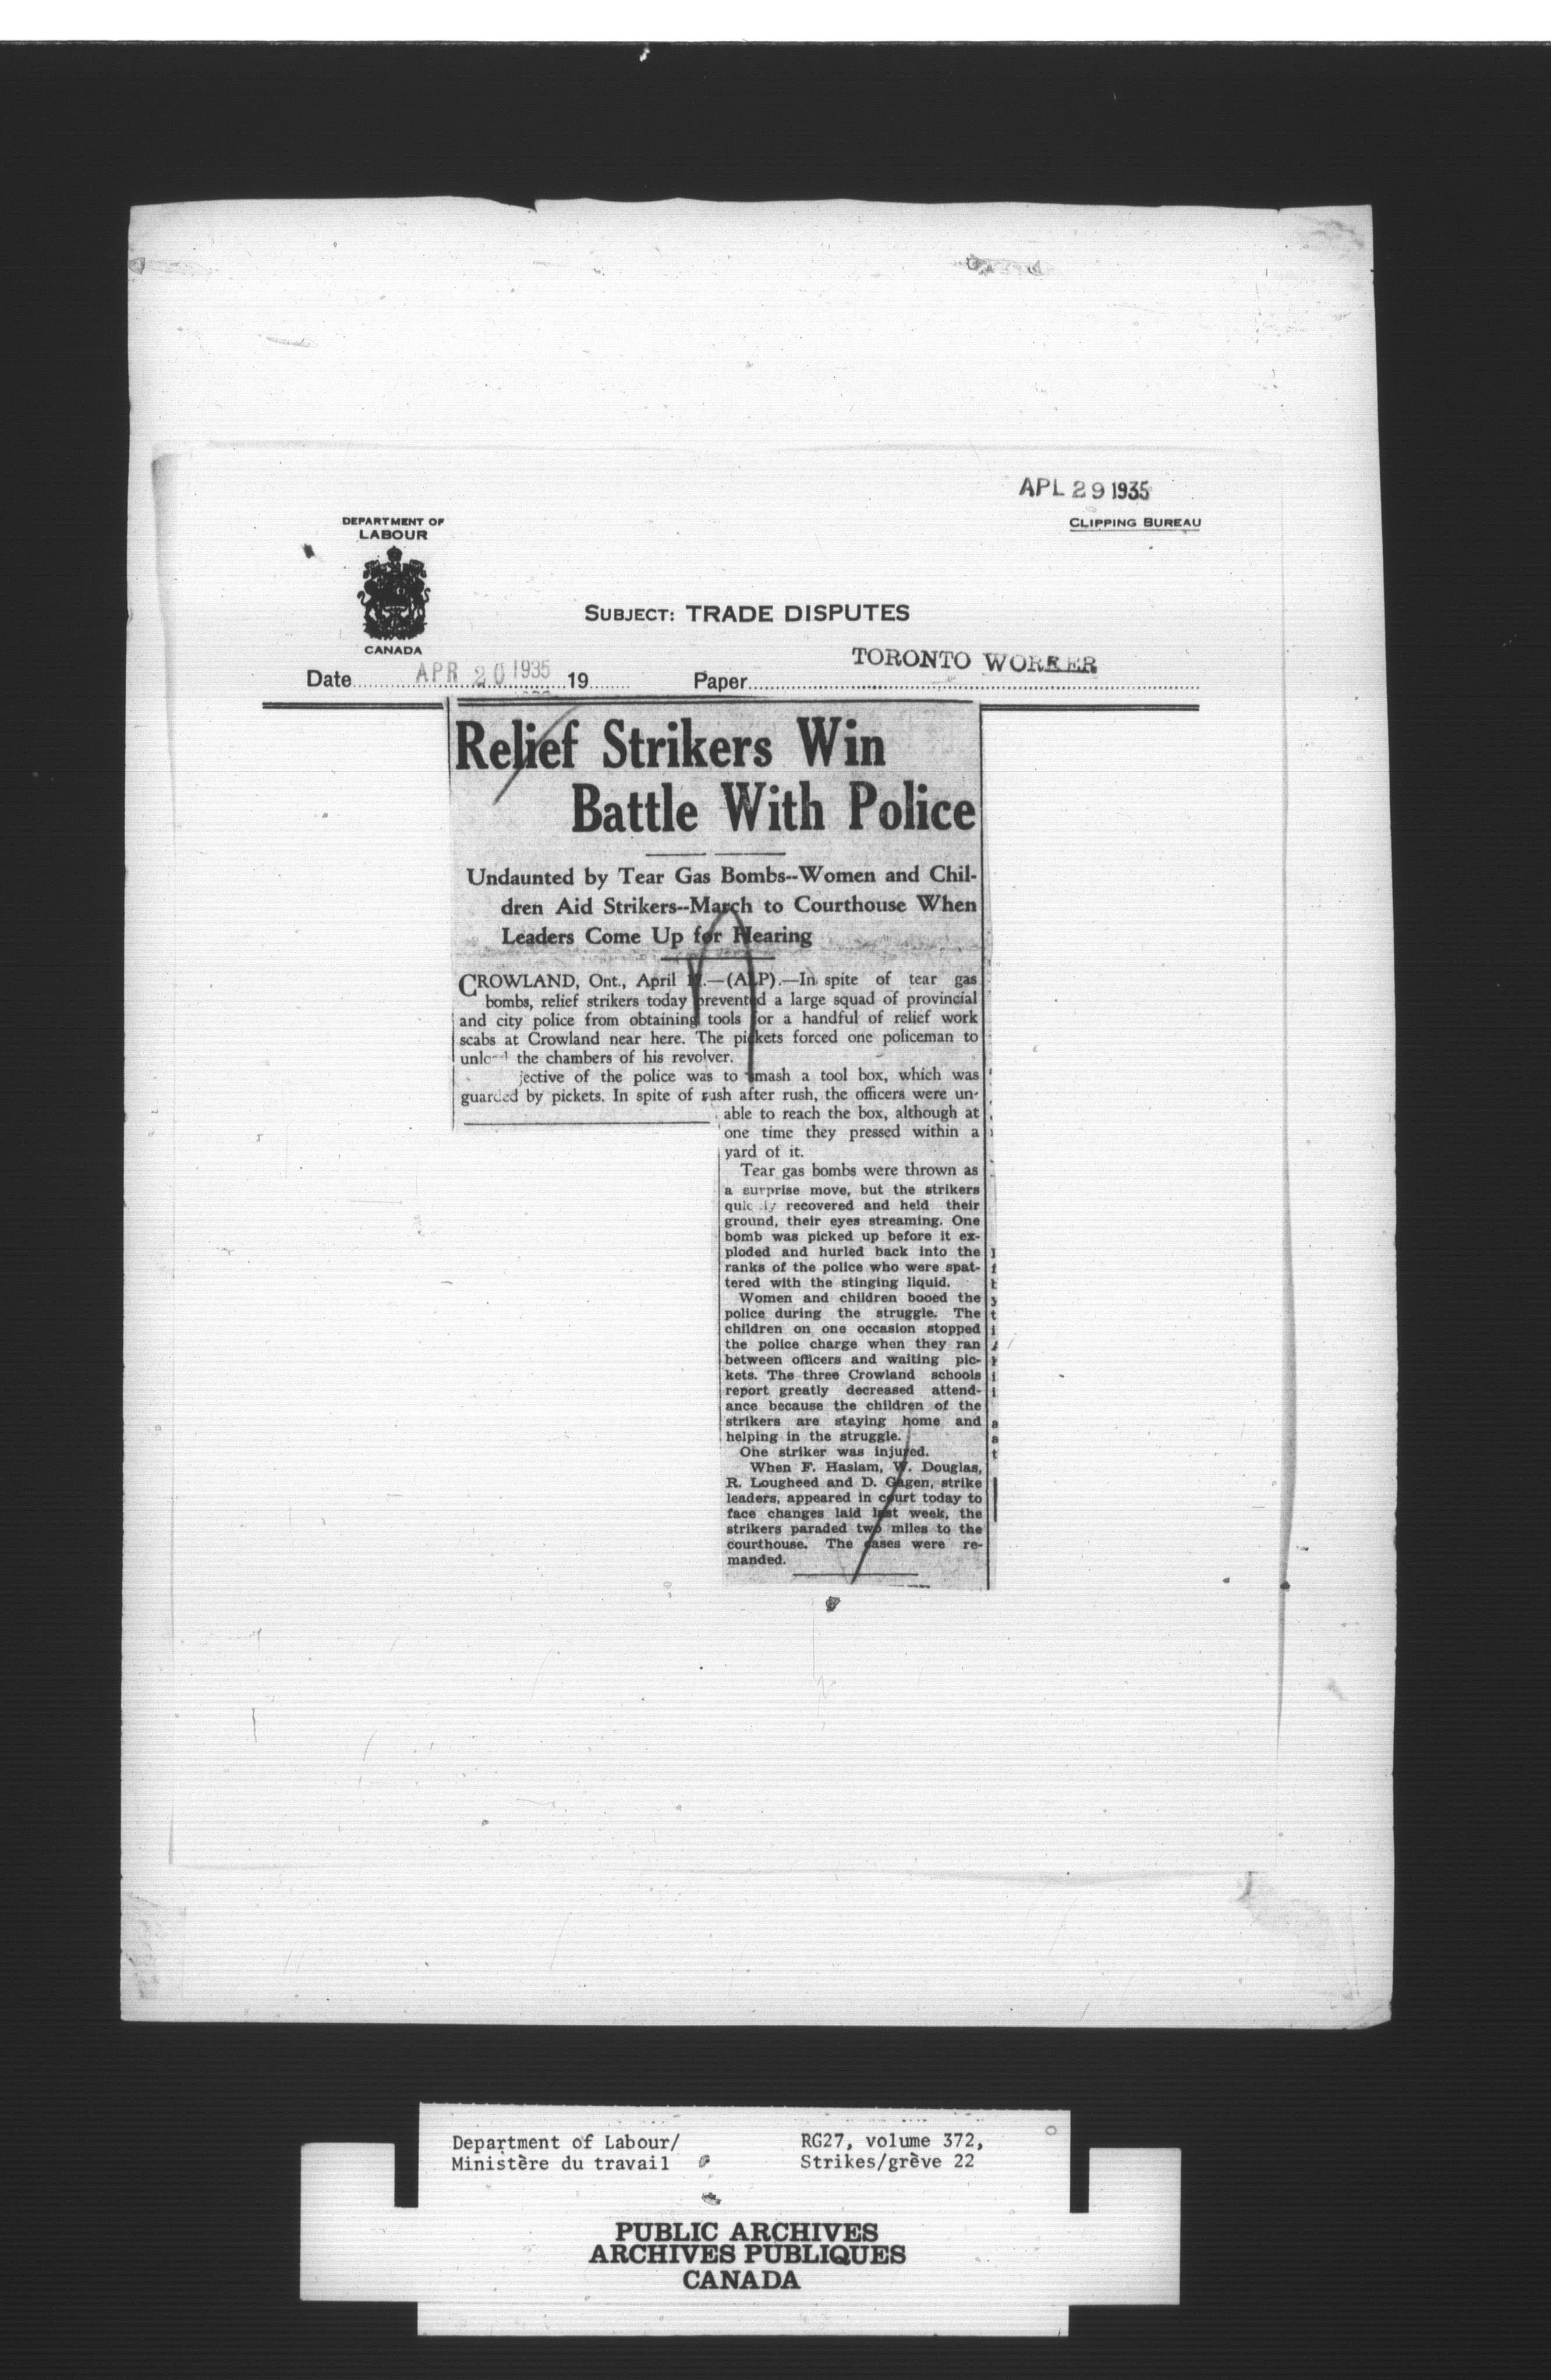 APL 29 1935
CLIPPING BUREAU
DEPARTMENT OF
LABOUR
CANADA
SUBJECT: TRADE DISPUTES
Date APR 20 1935 19 Paper TORONTO WORKER
Relief Strikers Win
Battle With Police
Undaunted by Tear Gas Bombs--Women and Chil-
dren Aid Strikers--March to Courthouse When
Leaders Come Up for Hearing
CROWLAND, Ont., April .—(ALP).—In spite of tear gas
bombs, relief strikers today prevented a large squad of provincial
and city police from obtaining tools for a handful of relief work
scabs at Crowland near here. The pickets forced one policeman to
the chambers of his revolver.
jective of the police was to smash a tool box, which was
guarded by pickets. In spite of rush after rush, the officers were un-
able to reach the box, although at
one time they pressed within a
yard of it.
Tear gas bombs were thrown as
a surprise move, but the strikers
quickly recovered and held their
ground, their eyes streaming. One
bomb was picked up before it ex-
ploded and hurled back into the
ranks of the police who were spat-
tered with the stinging liquid.
Women and children booed the
police during the struggle. The
children on one occasion stopped
the police charge when they ran
between officers and waiting pic-
kets. The three Crowland schools
report greatly decreased attend-
ance because the children of the
strikers are staying home and
helping in the struggle.
One striker was injured.
When F. Haslam, W. Douglas,
R. Lougheed and D. Gagen, strike
leaders, appeared in court today to
face changes laid last week, the
strikers paraded two miles to the
courthouse. The cases were re-
manded.
Department of Labour/ RG27, volume 372,
Ministère du travail Strikes/grève 22
PUBLIC ARCHIVES
ARCHIVES PUBLIQUES
CANADA